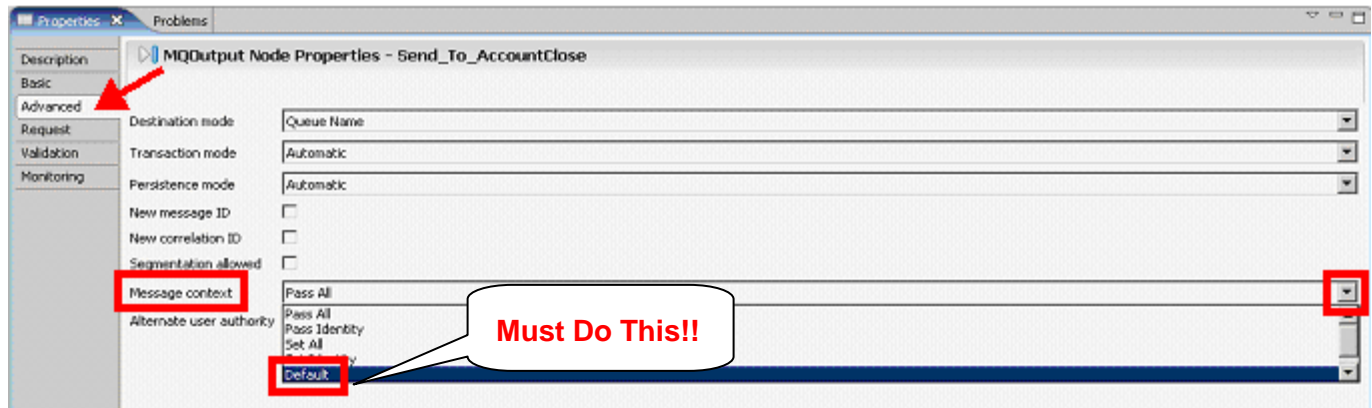 Properties Problems
MQOutput Node Properties - Send_To_AccountClose
Description
Basic
Advanced
Request
Validation
Monitoring
Destination mode Queue Name
Transaction mode Automatic
Persistence mode Automatic
New message ID
New correlation ID
Segmentation allowed
Message context Pass All
Alternate user authority
Pass All
Pass Identity
Set All
Default
Must Do This!!